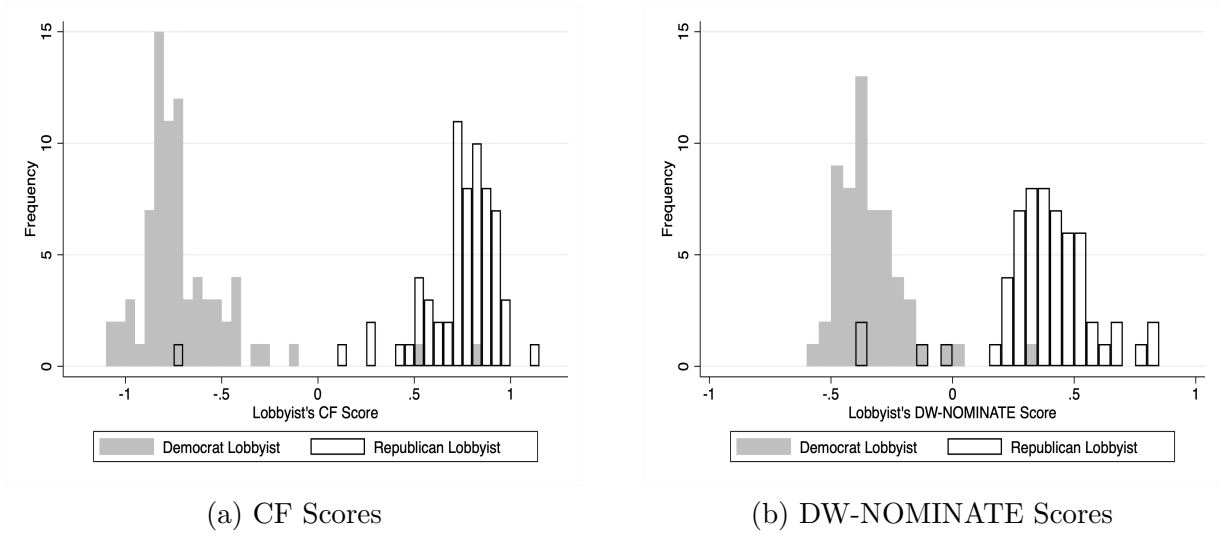 15
10
5
0
Frequency
-1
-.5
0
.5
1
Lobbyist's CF Score
Democrat Lobbyist
Republican Lobbyist
(a) CF Scores
15
10
5
0
Frequency
-1
-.5
0
.5
1
Lobbyist's DW-NOMINATE Score
Democrat Lobbyist
Republican Lobbyist
(b) DW-NOMINATE Scores